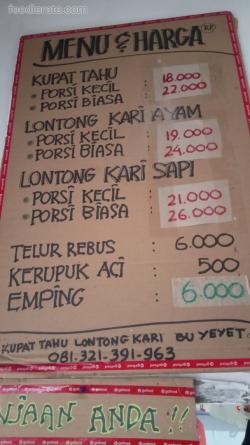 foodierate.com
MENU & HARGA RP
KUPAT TAHU
• PORSI KECIL : 18.000
• PORSI BIASA : 22.000
LONTONG KARI AYAM
• PORSI KECIL : 19.000
• PORSI BIASA : 24.000
LONTONG KARI SAPI
• PORSI KECIL : 21.000
• PORSI BIASA : 26.000
TELUR REBUS : 6.000
KERUPUK ACI : 500
EMPING : 6.000
KUPAT TAHU LONTONG KARI BU YEYET
081.321.391.963
NJAAN ANDA !!